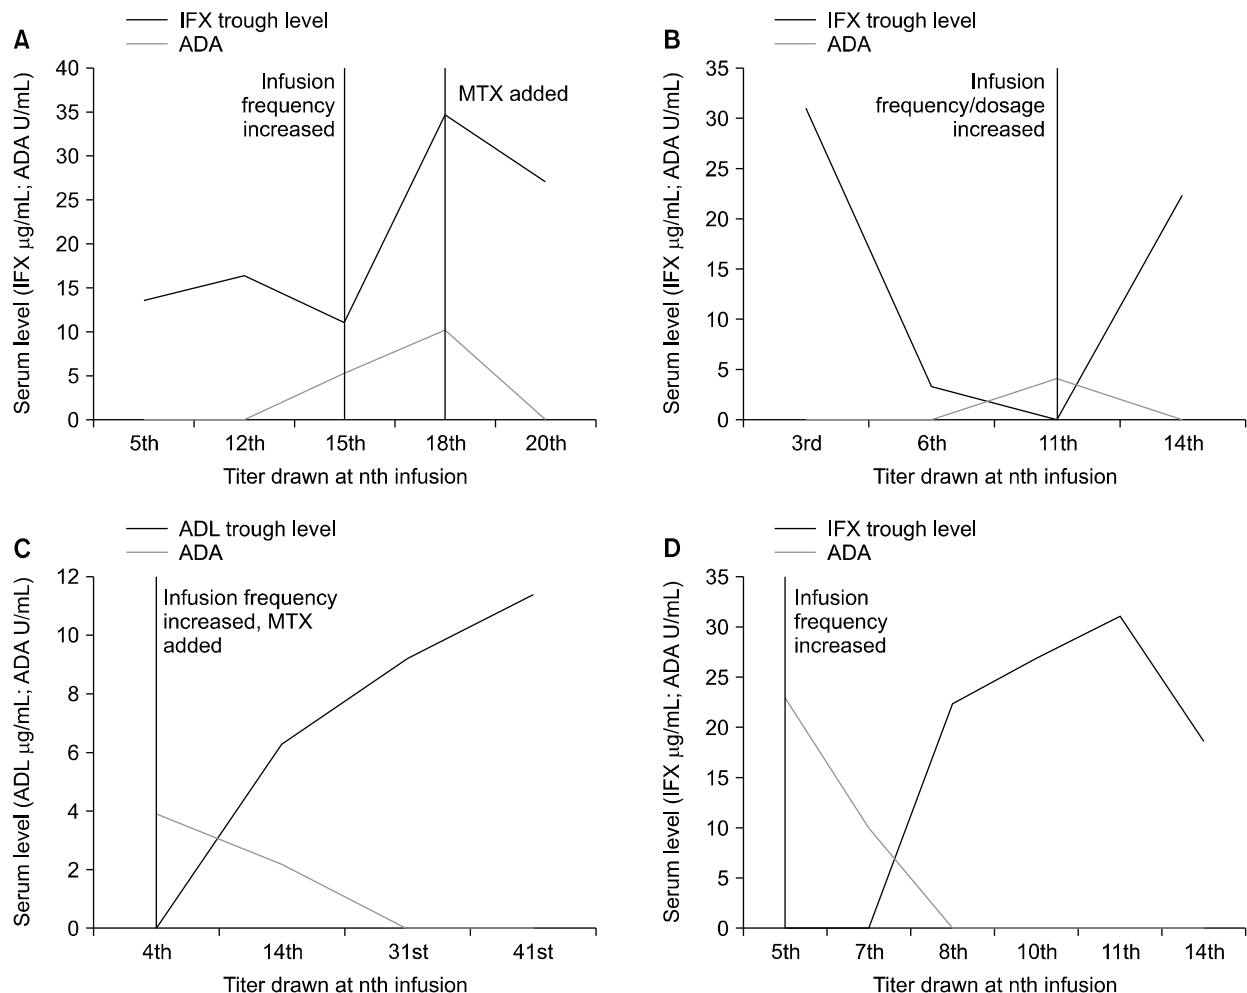 A
IFX trough level
ADA
Serum level (IFX μg/mL; ADA U/mL)
40
35
30
25
20
15
10
5
0
Infusion
frequency
increased
MTX added
5th 12th 15th 18th 20th
Titer drawn at nth infusion
B
IFX trough level
ADA
Serum level (IFX μg/mL; ADA U/mL)
35
30
25
20
15
10
5
0
Infusion
frequency/dosage
increased
3rd 6th 11th 14th
Titer drawn at nth infusion
C
ADL trough level
ADA
Serum level (ADL μg/mL; ADA U/mL)
12
10
8
6
4
2
0
Infusion frequency
increased, MTX
added
4th 14th 31st 41st
Titer drawn at nth infusion
D
IFX trough level
ADA
Serum level (IFX μg/mL; ADA U/mL)
35
30
25
20
15
10
5
0
Infusion
frequency
increased
5th 7th 8th 10th 11th 14th
Titer drawn at nth infusion